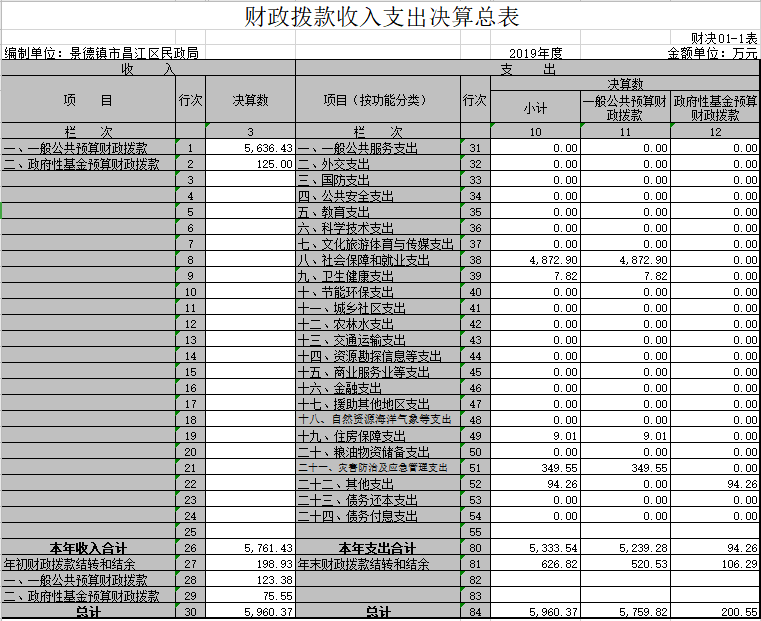 财政拨款收入支出决算总表
财决01-1表
编制单位：景德镇市昌江区民政局 2019年度 金额单位：万元
收 入 支 出
项 目 行次 决算数 项目（按功能分类） 行次 决算数
小计 一般公共预算财政拨款 政府性基金预算财政拨款
栏 次 3 栏 次 10 11 12
一、一般公共预算财政拨款 1 5,636.43 一、一般公共服务支出 31 0.00 0.00 0.00
二、政府性基金预算财政拨款 2 125.00 二、外交支出 32 0.00 0.00 0.00
3 三、国防支出 33 0.00 0.00 0.00
4 四、公共安全支出 34 0.00 0.00 0.00
5 五、教育支出 35 0.00 0.00 0.00
6 六、科学技术支出 36 0.00 0.00 0.00
7 七、文化旅游体育与传媒支出 37 0.00 0.00 0.00
8 八、社会保障和就业支出 38 4,872.90 4,872.90 0.00
9 九、卫生健康支出 39 7.82 7.82 0.00
10 十、节能环保支出 40 0.00 0.00 0.00
11 十一、城乡社区支出 41 0.00 0.00 0.00
12 十二、农林水支出 42 0.00 0.00 0.00
13 十三、交通运输支出 43 0.00 0.00 0.00
14 十四、资源勘探信息等支出 44 0.00 0.00 0.00
15 十五、商业服务业等支出 45 0.00 0.00 0.00
16 十六、金融支出 46 0.00 0.00 0.00
17 十七、援助其他地区支出 47 0.00 0.00 0.00
18 十八、自然资源海洋气象等支出 48 0.00 0.00 0.00
19 十九、住房保障支出 49 9.01 9.01 0.00
20 二十、粮油物资储备支出 50 0.00 0.00 0.00
21 二十一、灾害防治及应急管理支出 51 349.55 349.55 0.00
22 二十二、其他支出 52 94.26 0.00 94.26
23 二十三、债务还本支出 53 0.00 0.00 0.00
24 二十四、债务付息支出 54 0.00 0.00 0.00
25 55
本年收入合计 26 5,761.43 本年支出合计 80 5,333.54 5,239.28 94.26
年初财政拨款结转和结余 27 198.93 年末财政拨款结转和结余 81 626.82 520.53 106.29
一、一般公共预算财政拨款 28 123.38 82
二、政府性基金预算财政拨款 29 75.55 83
总计 30 5,960.37 总计 84 5,960.37 5,759.82 200.55